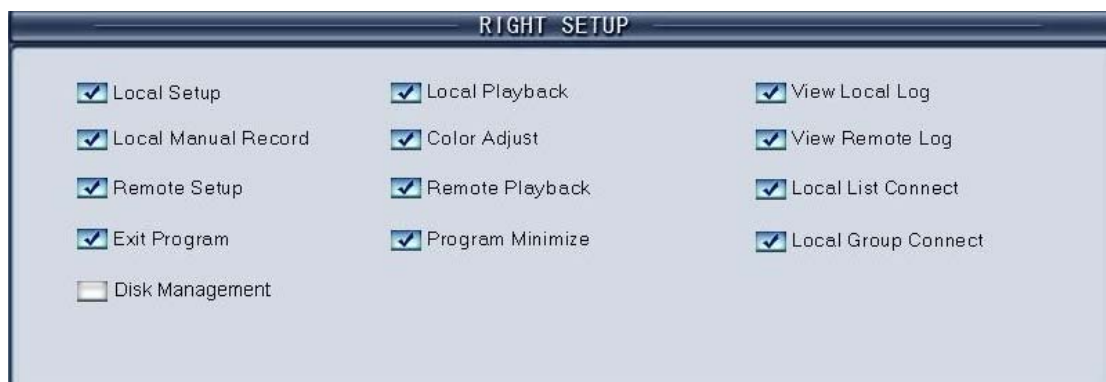 RIGHT SETUP
Local Setup Local Playback View Local Log
Local Manual Record Color Adjust View Remote Log
Remote Setup Remote Playback Local List Connect
Exit Program Program Minimize Local Group Connect
Disk Management